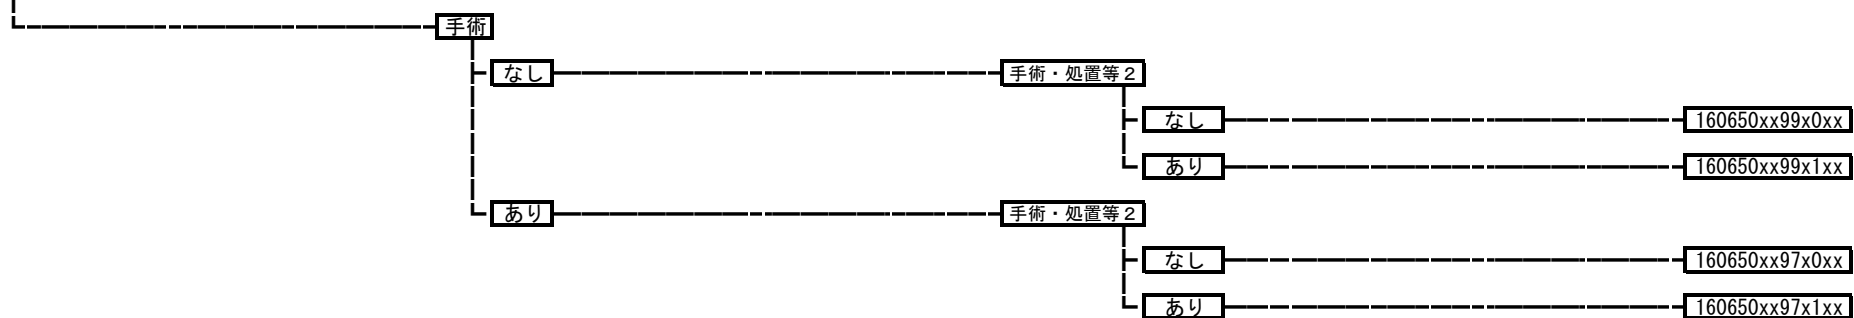 手術
なし 手術・処置等２
なし 160650xx99x0xx
あり 160650xx99x1xx
あり 手術・処置等２
なし 160650xx97x0xx
あり 160650xx97x1xx